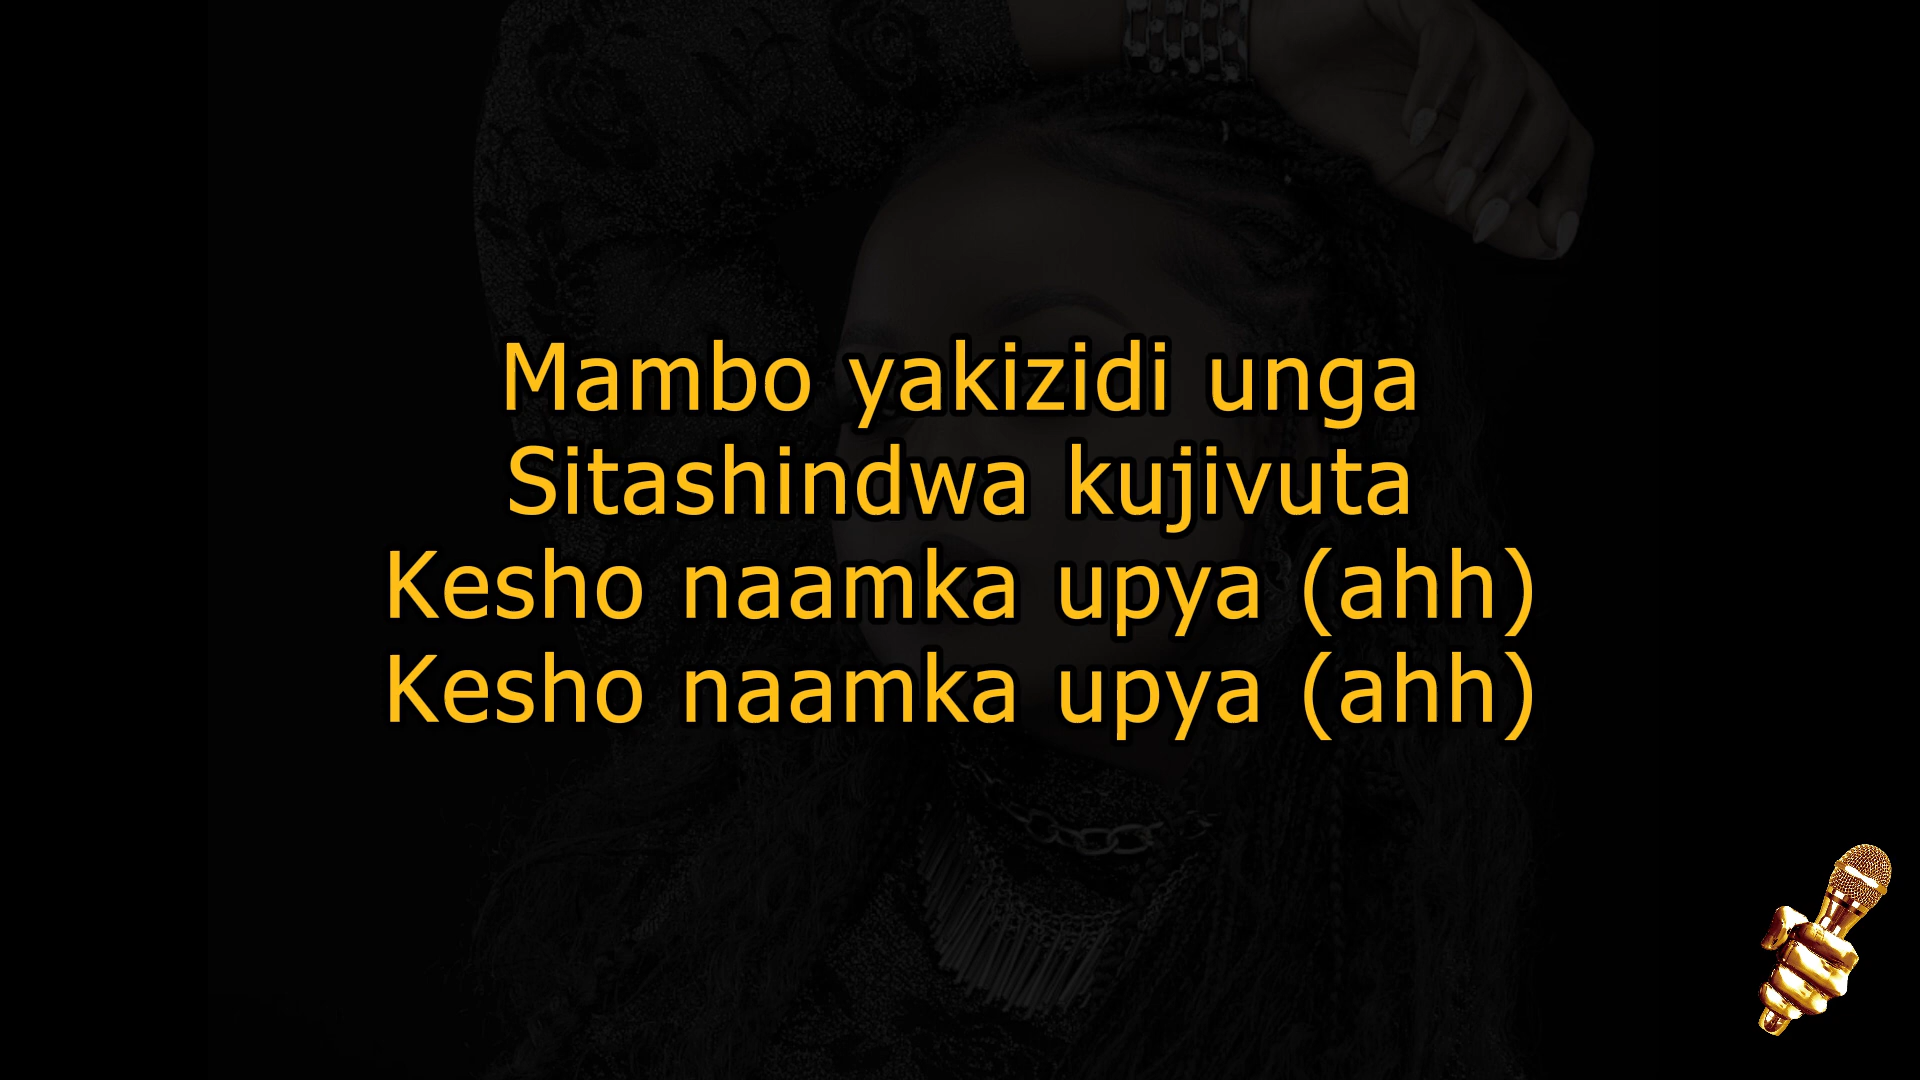 Mambo yakizidi unga
Sitashindwa kujivuta
Kesho naamka upya (ahh)
Kesho naamka upya (ahh)